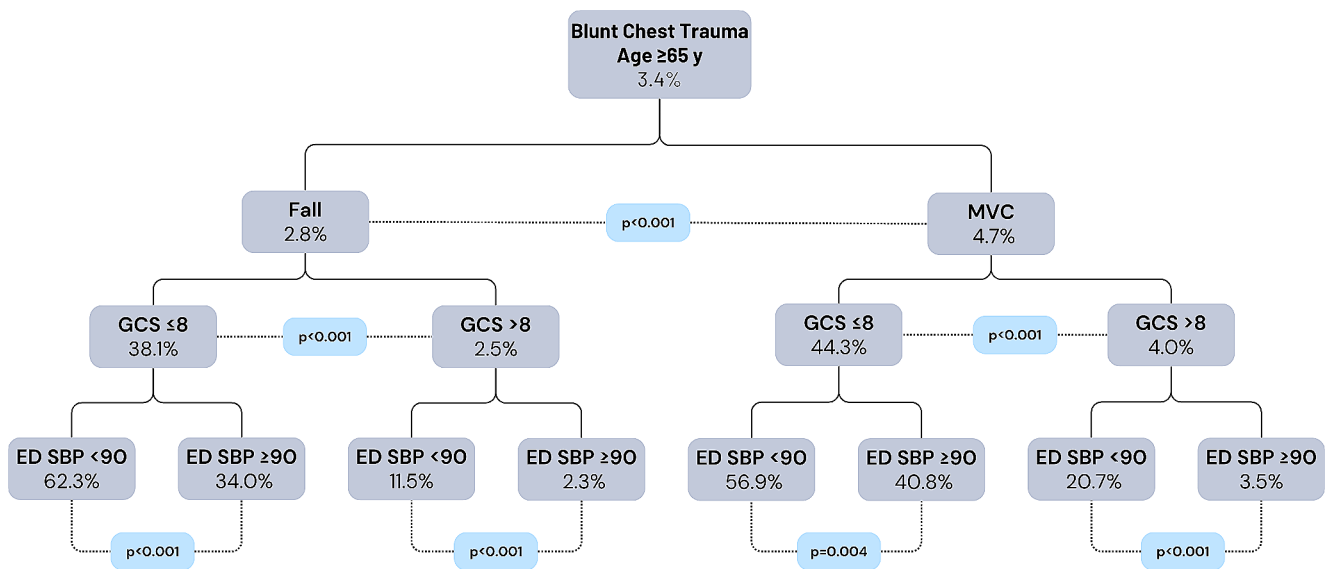 Blunt Chest Trauma
Age ≥65 y
3.4%
Fall
2.8%
p<0.001
MVC
4.7%
GCS ≤8
38.1%
p<0.001
GCS >8
2.5%
GCS ≤8
44.3%
p<0.001
GCS >8
4.0%
ED SBP <90
62.3%
ED SBP ≥90
34.0%
ED SBP <90
11.5%
ED SBP ≥90
2.3%
ED SBP <90
56.9%
ED SBP ≥90
40.8%
ED SBP <90
20.7%
ED SBP ≥90
3.5%
p<0.001
p<0.001
p=0.004
p<0.001